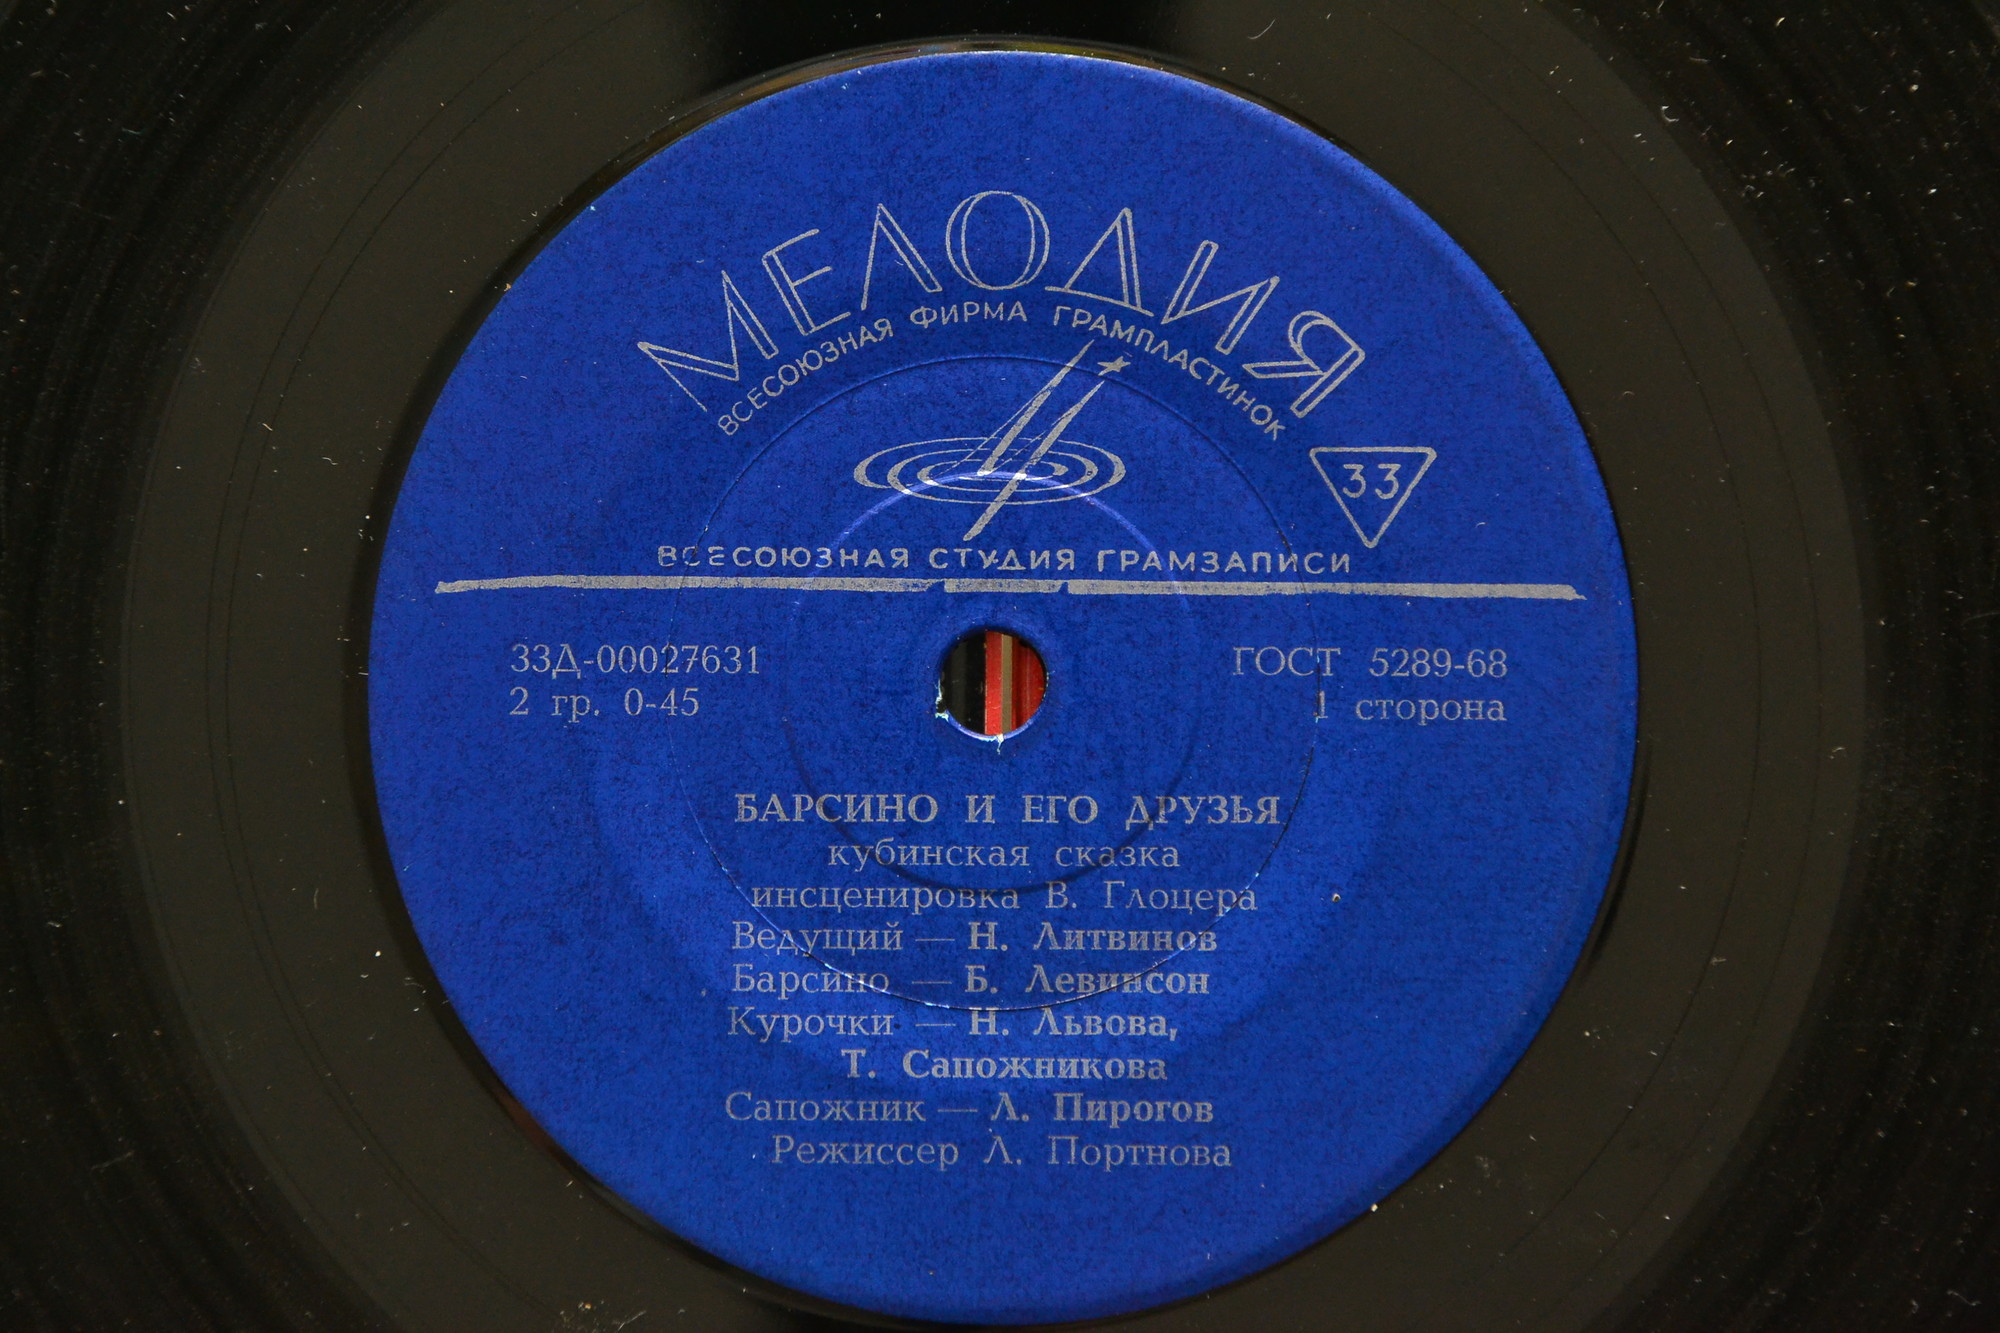 МЕЛОДИЯ
ВСЕСОЮЗНАЯ ФИРМА ГРАМПЛАСТИНОК
33
ВСЕСОЮЗНАЯ СТУДИЯ ГРАМЗАПИСИ
33Д-00027631
ГОСТ 5289-68
2 гр. 0-45
1 сторона
БАРСИНО И ЕГО ДРУЗЬЯ
кубинская сказка
инсценировка В. Глоцера
Ведущий — Н. Литвинов
Барсино — Б. Левинсон
Курочки — Н. Львова,
Т. Сапожникова
Сапожник — Л. Пирогов
Режиссер Л. Портнова